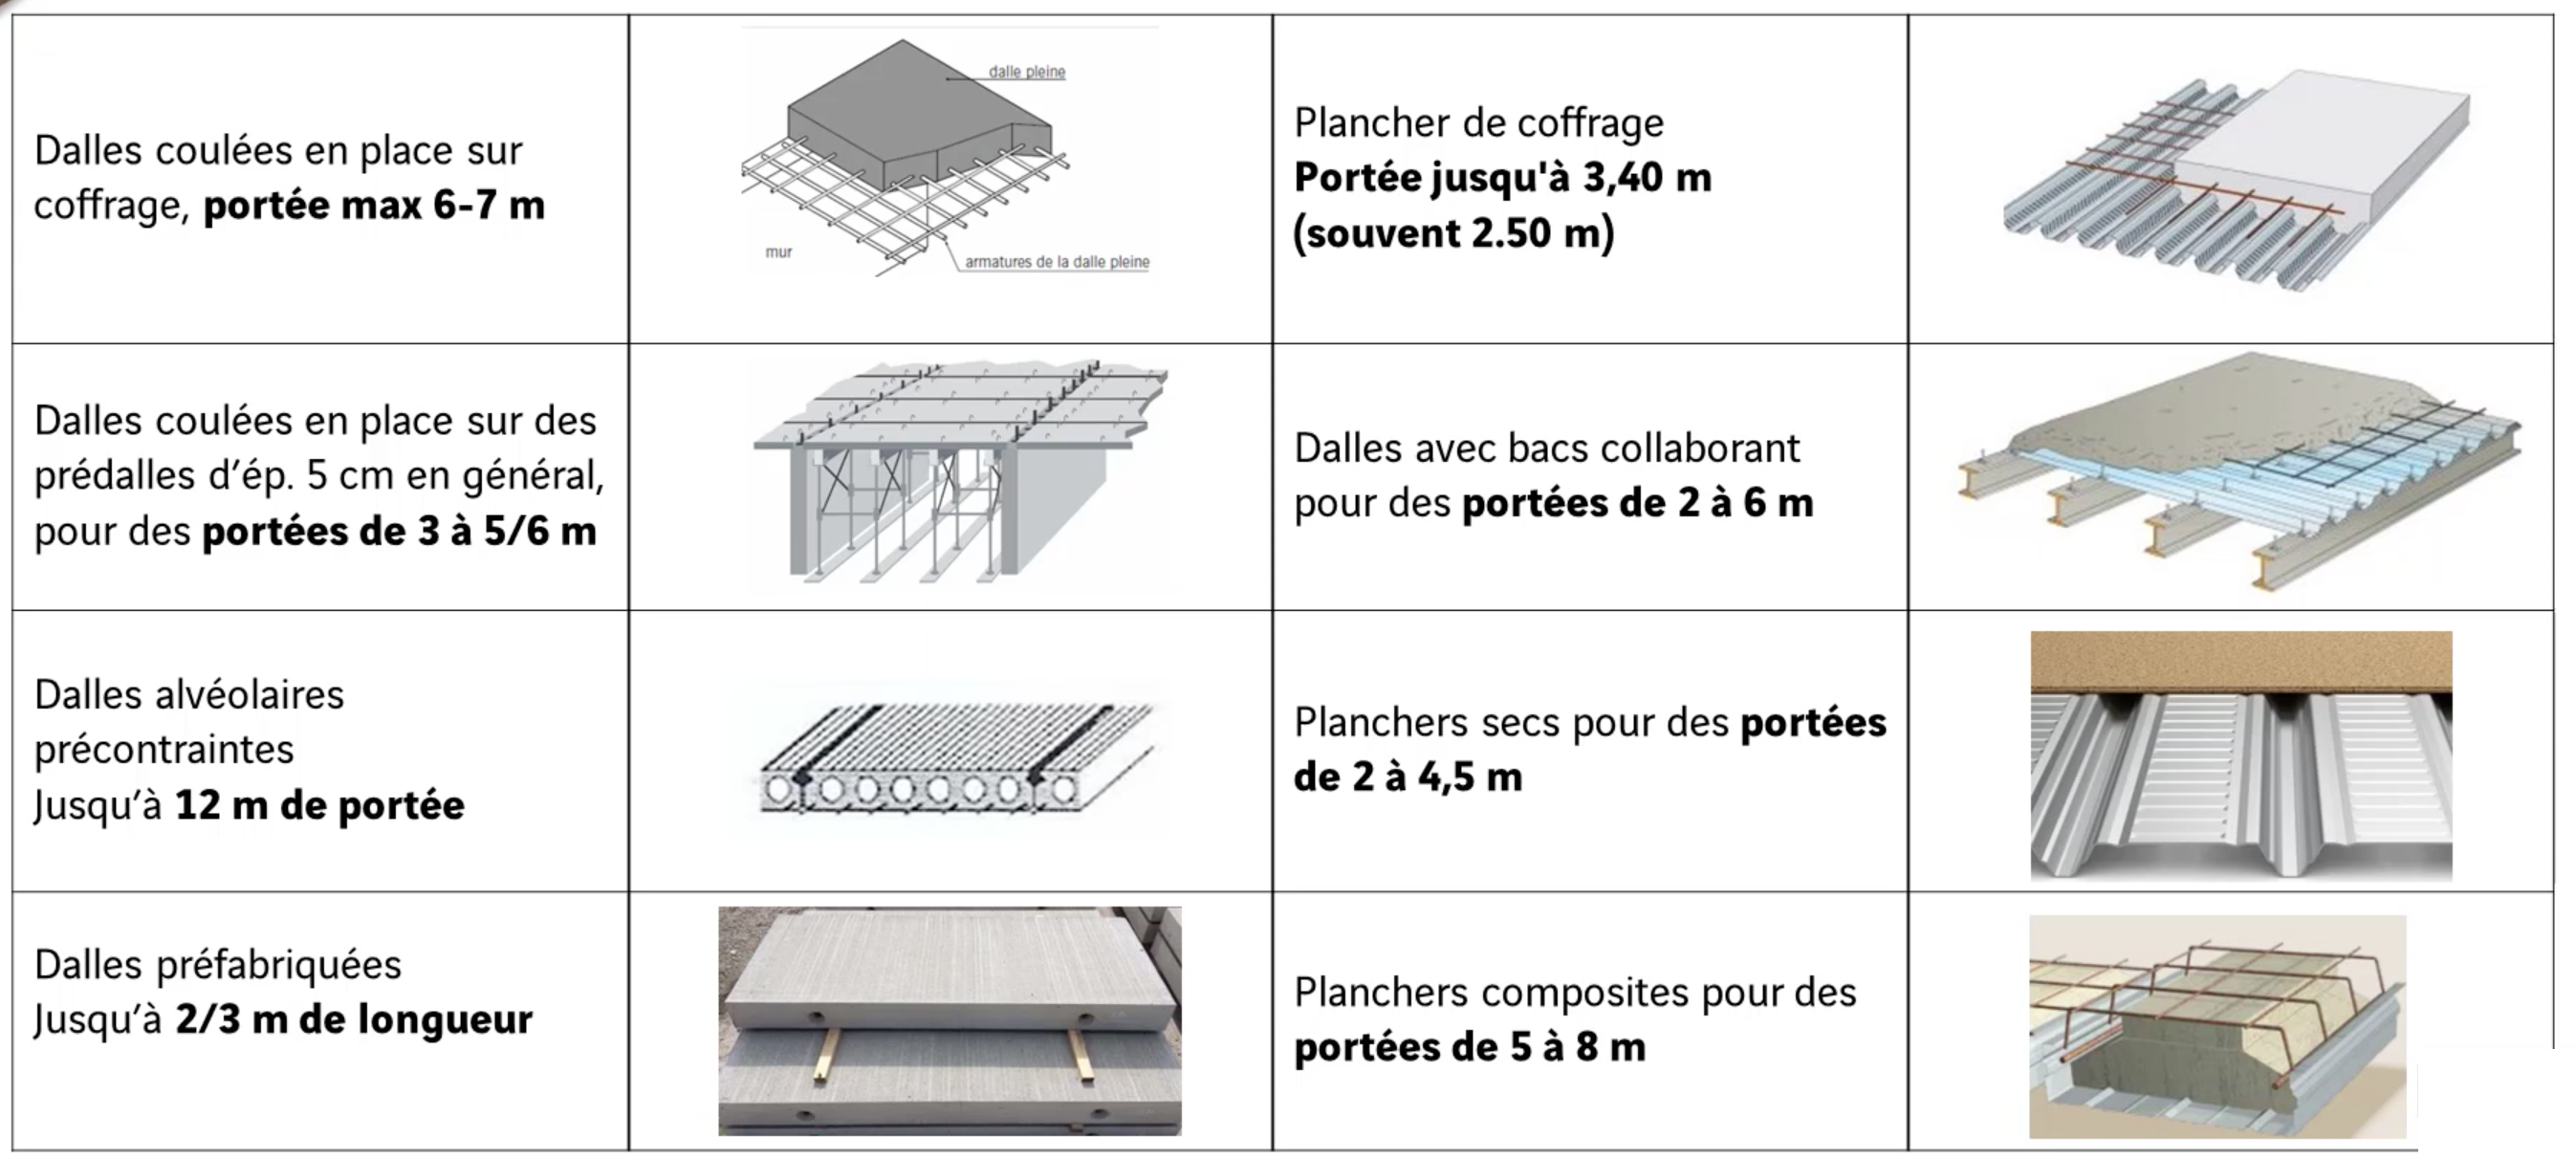 Dalles coulées en place sur
coffrage, portée max 6-7 m
dalle pleine
mur
armatures de la dalle pleine
Plancher de coffrage
Portée jusqu'à 3,40 m
(souvent 2.50 m)
Dalles coulées en place sur des
prédalles d’ép. 5 cm en général,
pour des portées de 3 à 5/6 m
Dalles avec bacs collaborant
pour des portées de 2 à 6 m
Dalles alvéolaires
précontraintes
Jusqu’à 12 m de portée
Planchers secs pour des portées
de 2 à 4,5 m
Dalles préfabriquées
Jusqu’à 2/3 m de longueur
Planchers composites pour des
portées de 5 à 8 m